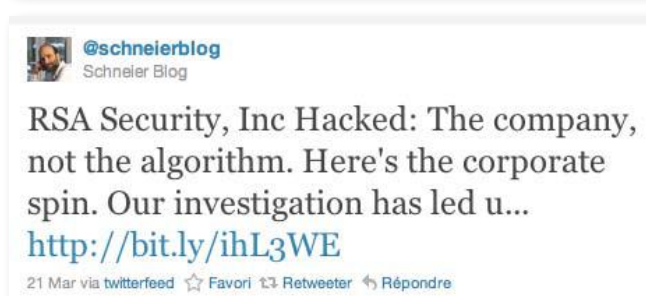 @schneierblog
Schneier Blog
RSA Security, Inc Hacked: The company,
not the algorithm. Here's the corporate
spin. Our investigation has led u...
http://bit.ly/ihL3WE
21 Mar via twitterfeed Favori Retweeter Répondre